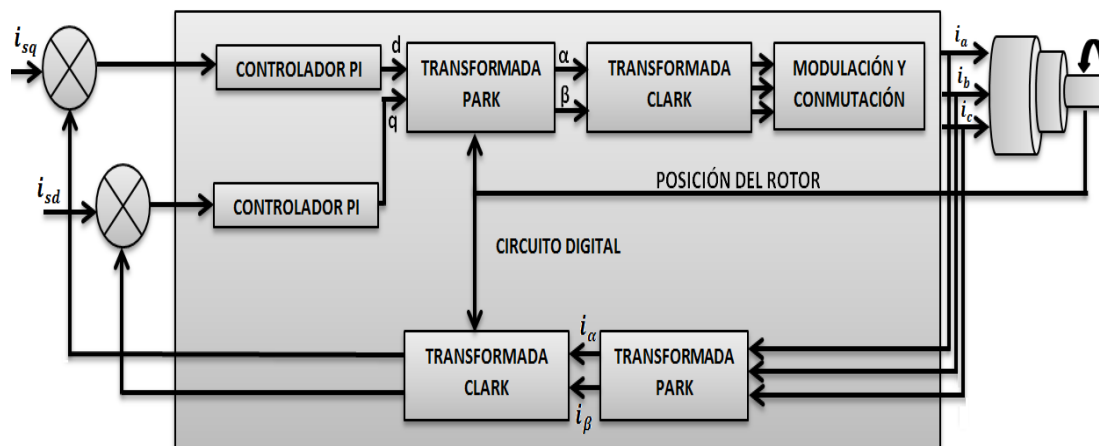 i_sq
CONTROLADOR PI
d
q
TRANSFORMADA
PARK
α
β
TRANSFORMADA
CLARK
MODULACIÓN Y
CONMUTACIÓN
i_a
i_b
i_c
i_sd
CONTROLADOR PI
POSICIÓN DEL ROTOR
CIRCUITO DIGITAL
TRANSFORMADA
CLARK
i_α
i_β
TRANSFORMADA
PARK